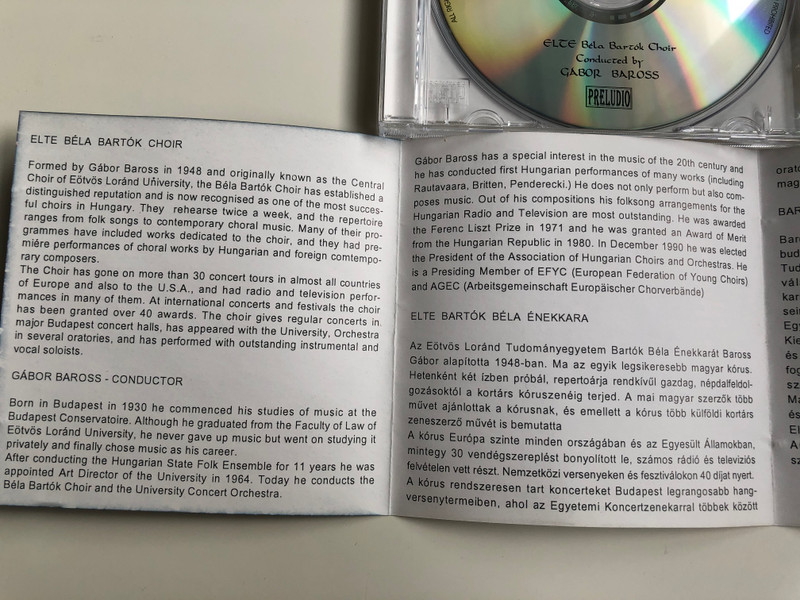 ELTE Béla Bartók Choir
Conducted by
GÁBOR BAROSS
PRELUDIO
ELTE BÉLA BARTÓK CHOIR
Formed by Gábor Baross in 1948 and originally known as the Central
Choir of Eötvös Loránd Uňiversity, the Béla Bartók Choir has established a
distinguished reputation and is now recognised as one of the most succes-
ful choirs in Hungary. They rehearse twice a week, and the repertoire
ranges from folk songs to contemporary choral music. Many of their pro-
grammes have included works dedicated to the choir, and they had pre-
miére performances of choral works by Hungarian and foreign comtempo-
rary composers.
The Choir has gone on more than 30 concert tours in almost all countries
of Europe and also to the U.S.A., and had radio and television perfor-
mances in many of them. At international concerts and festivals the choir
has been granted over 40 awards. The choir gives regular concerts in
major Budapest concert halls, has appeared with the University, Orchestra
in several oratories, and has performed with outstanding instrumental and
vocal soloists.
GÁBOR BAROSS - CONDUCTOR
Born in Budapest in 1930 he commenced his studies of music at the
Budapest Conservatoire. Although he graduated from the Faculty of Law of
Eötvös Loránd University, he never gave up music but went on studying it
privately and finally chose music as his career.
After conducting the Hungarian State Folk Ensemble for 11 years he was
appointed Art Director of the University in 1964. Today he conducts the
Béla Bartók Choir and the University Concert Orchestra.
Gábor Baross has a special interest in the music of the 20th century and
he has conducted first Hungarian performances of many works (including
Rautavaara, Britten, Penderecki.) He does not only perform but also com-
poses music. Out of his compositions his folksong arrangements for the
Hungarian Radio and Television are most outstanding. He was awarded
the Ferenc Liszt Prize in 1971 and he was granted an Award of Merit
from the Hungarian Republic in 1980. In December 1990 he was elected
the President of the Association of Hungarian Choirs and Orchestras. He
is a Presiding Member of EFYC (European Federation of Young Choirs)
and AGEC (Arbeitsgemeinschaft Europäischer Chorverbände)
ELTE BARTÓK BÉLA ÉNEKKARA
Az Eötvös Loránd Tudományegyetem Bartók Béla Énekkarát Baross
Gábor alapította 1948-ban. Ma az egyik legsikeresebb magyar kórus.
Hetenként két ízben próbál, repertoárja rendkívűl gazdag, népdalfeldol-
gozásoktól a kortárs kóruszenéig terjed. A mai magyar szerzők több
művet ajánlottak a kórusnak, és emellett a kórus több külföldi kortárs
zeneszerző művét is bemutatta
A kórus Európa szinte minden országában és az Egyesült Államokban,
mintegy 30 vendégszereplést bonyolított le, számos rádió és televiziós
felvételen vett részt. Nemzetközi versenyeken és fesztiválokon 40 díjat nyert.
A kórus rendszeresen tart koncerteket Budapest legrangosabb hang-
versenytermeiben, ahol az Egyetemi Koncertzenekarral többek között